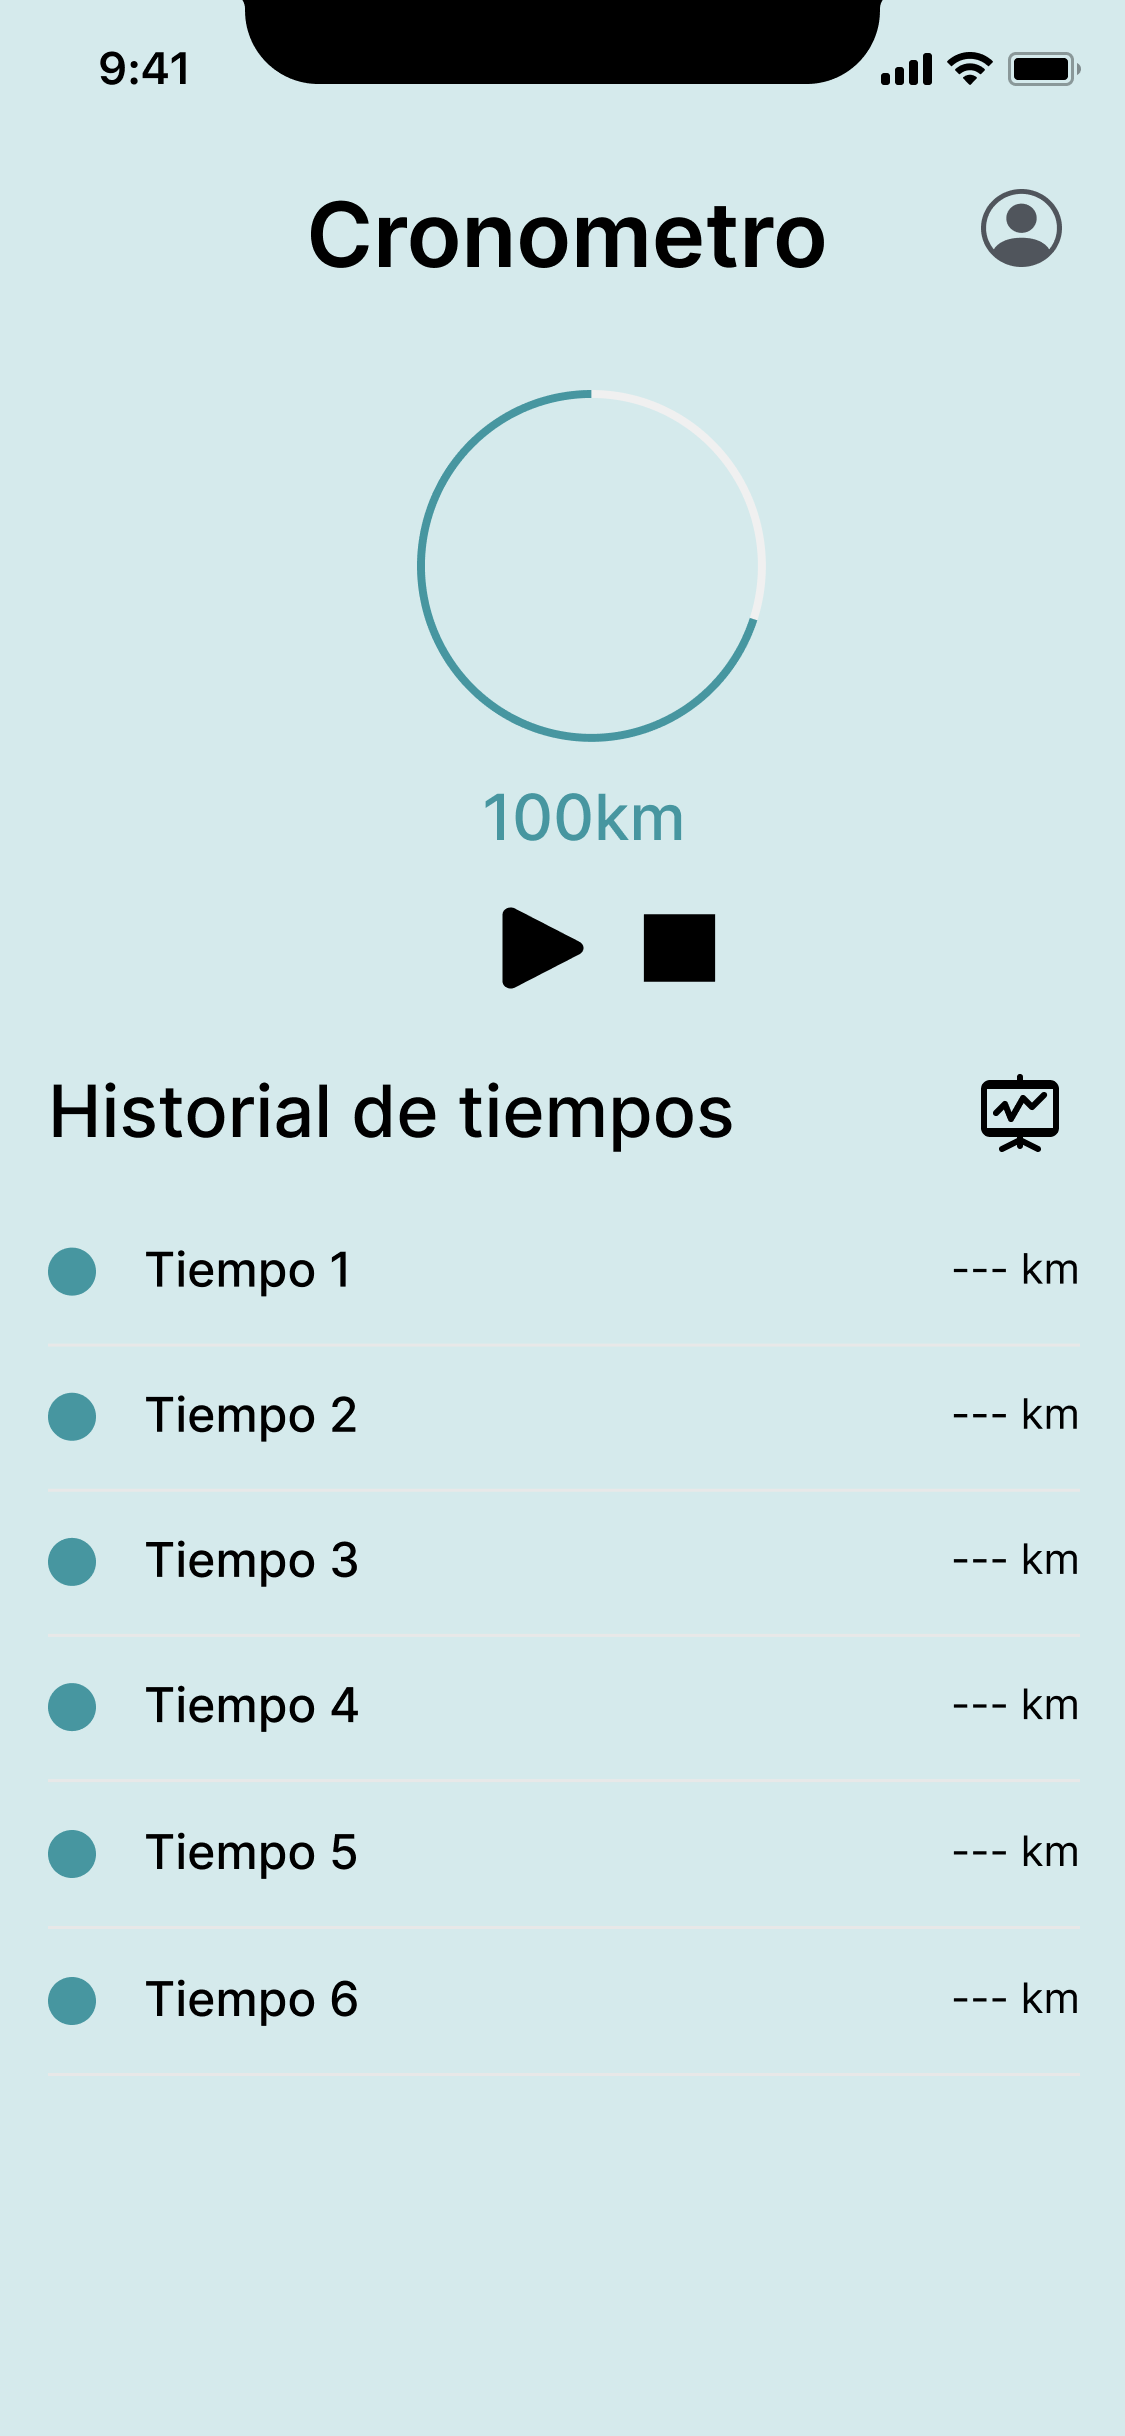 9:41
Cronometro
100km
Historial de tiempos
Tiempo 1 --- km
Tiempo 2 --- km
Tiempo 3 --- km
Tiempo 4 --- km
Tiempo 5 --- km
Tiempo 6 --- km